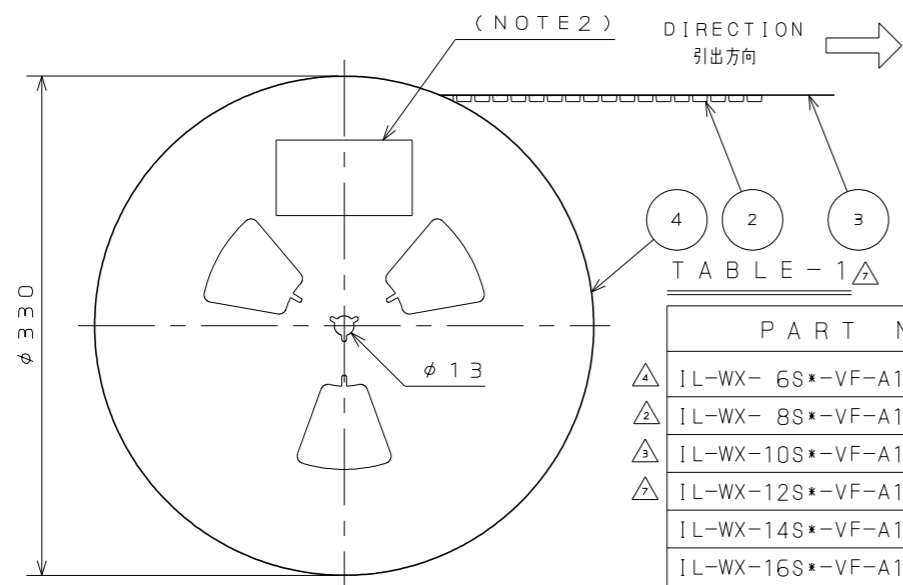 (NOTE2)
DIRECTION
引出方向
4
2
3
TABLE-1 7
φ330
φ13
PART N
4 IL-WX- 6S*-VF-A1
2 IL-WX- 8S*-VF-A1
3 IL-WX-10S*-VF-A1
7 IL-WX-12S*-VF-A1
IL-WX-14S*-VF-A1
IL-WX-16S*-VF-A1